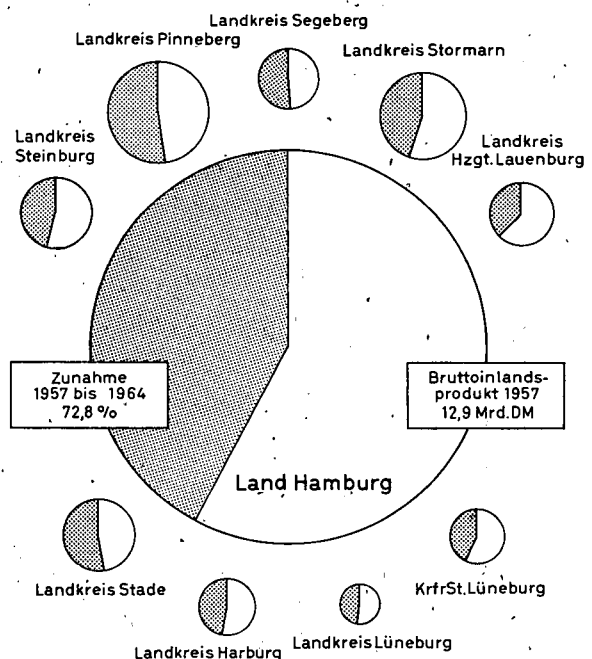 Landkreis Segeberg
Landkreis Pinneberg
Landkreis Stormarn
Landkreis
Steinburg
Landkreis
Hzgt. Lauenburg
Zunahme
1957 bis 1964
72,8 %
Bruttoinlands-
produkt 1957
12,9 Mrd. DM
Land Hamburg
Landkreis Stade
KrfrSt. Lüneburg
Landkreis Harburg
Landkreis Lüneburg